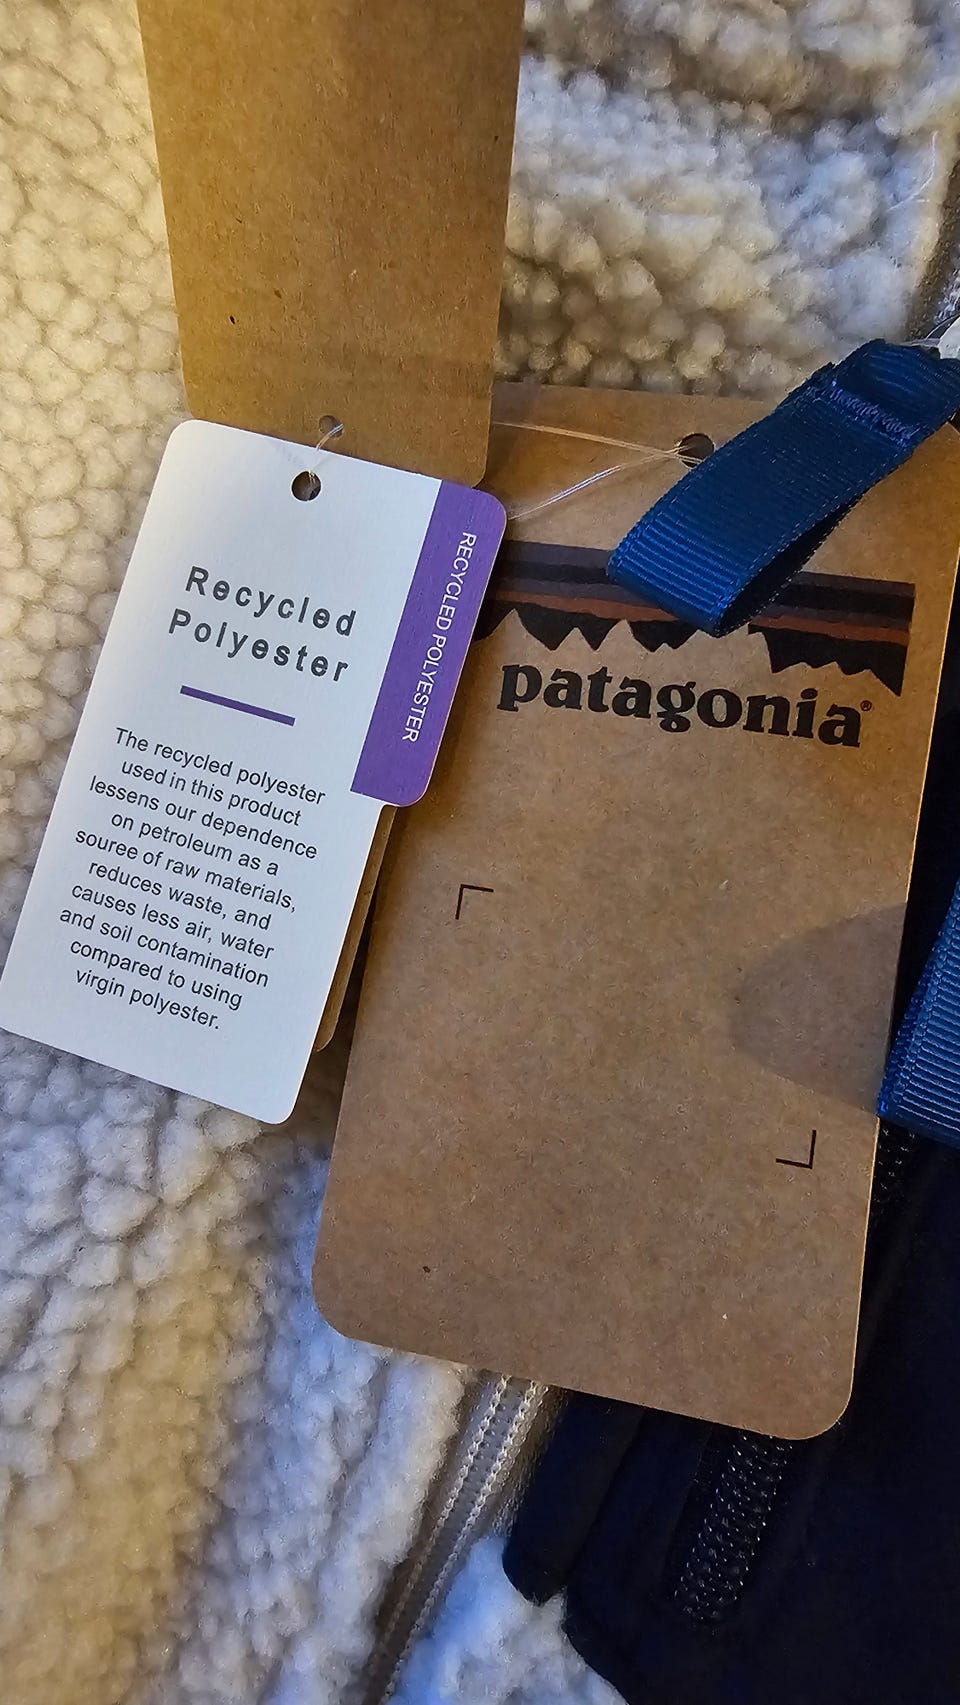 Recycled
Polyester
The recycled polyester
used in this product
lessens our dependence
on petroleum as a
souree of raw materials,
reduces waste, and
causes less air, water
and soil contamination
compared to using
virgin polyester.
RECYCLED POLYESTER
patagonia®